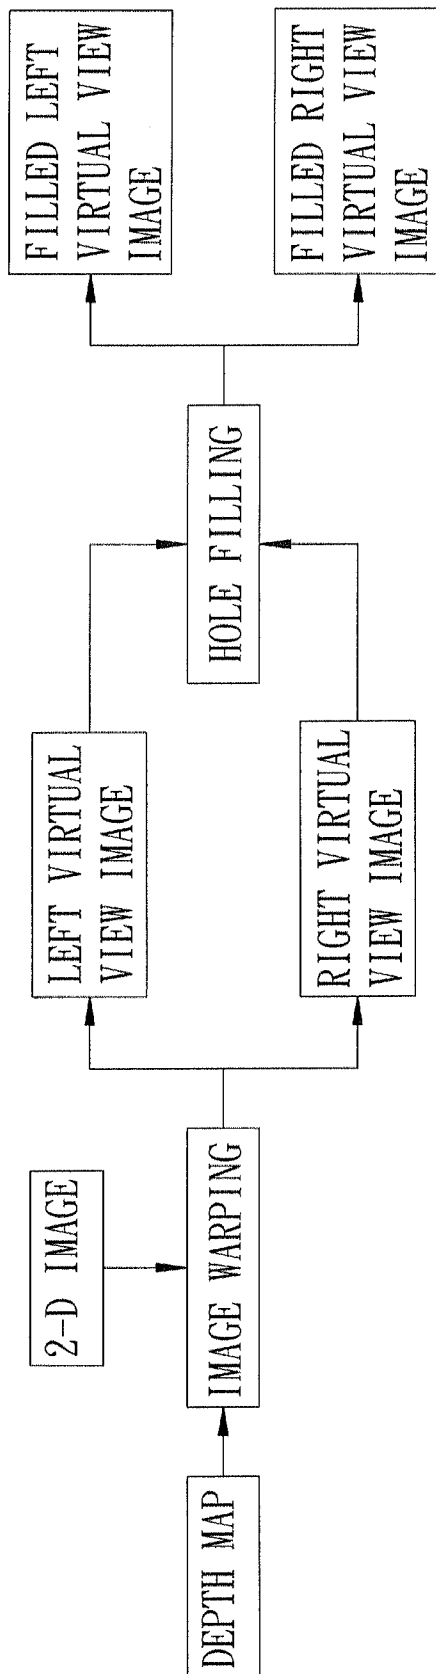 DEPTH MAP
2-D IMAGE
IMAGE WARPING
LEFT VIRTUAL
VIEW IMAGE
RIGHT VIRTUAL
VIEW IMAGE
HOLE FILLING
FILLED LEFT
VIRTUAL VIEW
IMAGE
FILLED RIGHT
VIRTUAL VIEW
IMAGE